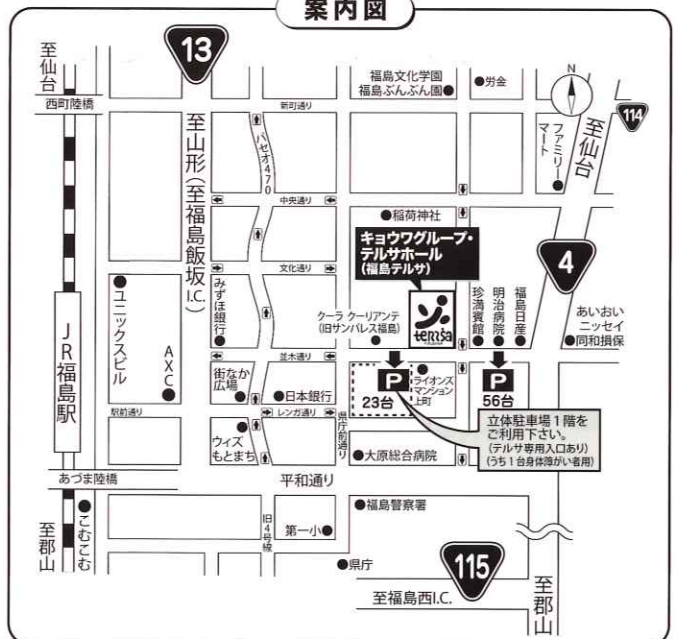 案内図
13
至仙台
西町陸橋
新町通り
福島文化学園
福島ぶんぶん園
労金
N
114
至仙台
ファミリーマート
至山形(至福島飯坂I.C.)
パセオ470
中央通り
稲荷神社
キョウワグループ・
テルサホール
(福島テルサ)
4
文化通り
terrsa
珍満賓館
明治病院
福島日産
あいおい
ニッセイ
同和損保
ユニックスビル
みずほ銀行
クーラ クーリアンテ
(旧サンパレス福島)
JR福島駅
AXC
並木通り
街なか
広場
日本銀行
P
23台
ライオンズ
マンション
上町
P
56台
駅前通り
レンガ通り
県庁前通り
立体駐車場1階を
ご利用下さい。
(テルサ専用入口あり)
(うち1台身体障がい者用)
ウィズ
もとまち
大原総合病院
あづま陸橋
平和通り
こむこむ
至郡山
旧4号線
第一小
福島警察署
県庁
115
至福島西I.C.
至郡山